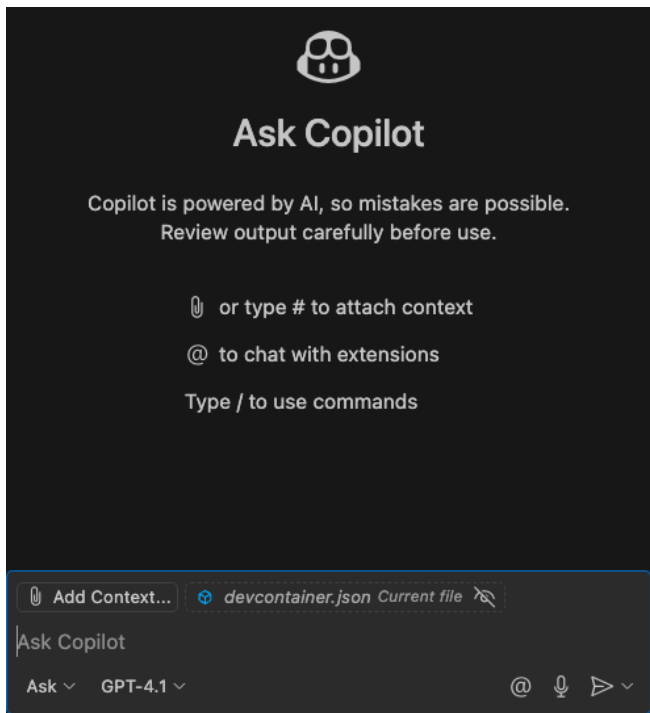 Ask Copilot
Copilot is powered by AI, so mistakes are possible.
Review output carefully before use.
or type # to attach context
@ to chat with extensions
Type / to use commands
Add Context... devcontainer.json Current file
Ask Copilot
Ask GPT-4.1 @